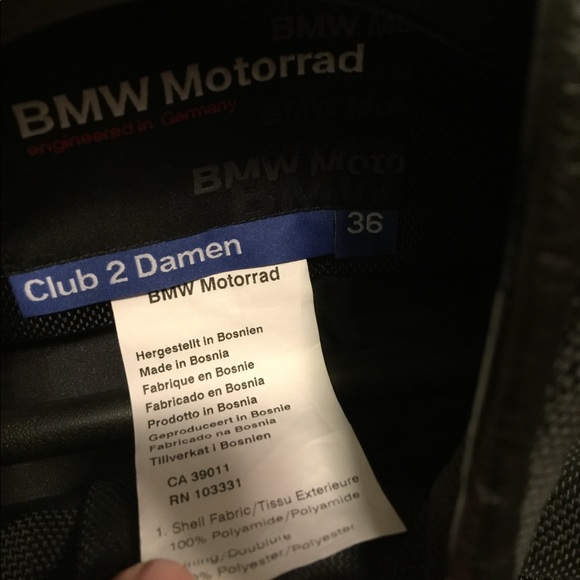 BMW Motorrad
engineered in Germany
BMW Moto
BMW
Club 2 Damen
36
BMW Motorrad
Hergestellt in Bosnien
Made in Bosnia
Fabrique en Bosnie
Fabricado en Bosnia
Prodotto in Bosnia
Geproduceert in Bosnie
Fabricado na Bosnia
Tillverkat i Bosnien
CA 39011
RN 103331
1. Shell Fabric/Tissu Exterieure
100% Polyamide/Polyamide
Doublure
% Polyester/Polyester